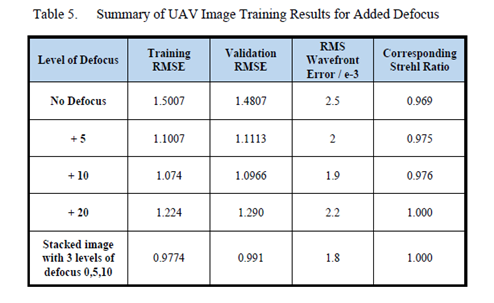 Table 5. Summary of UAV Image Training Results for Added Defocus
Level of Defocus Training RMSE Validation RMSE RMS Wavefront Error / e-3 Corresponding Strehl Ratio
No Defocus 1.5007 1.4807 2.5 0.969
+ 5 1.1007 1.1113 2 0.975
+ 10 1.074 1.0966 1.9 0.976
+ 20 1.224 1.290 2.2 1.000
Stacked image with 3 levels of defocus 0,5,10 0.9774 0.991 1.8 1.000